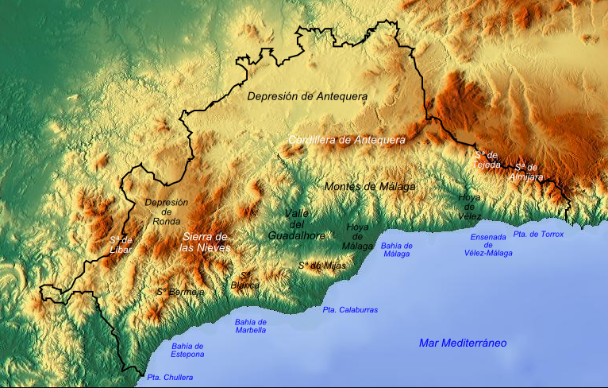 Depresión de Antequera
Cordillera de Antequera
Sª de
Tejeda
Sª de
Almijara
Montes de Málaga
Depresión
de
Ronda
Valle
del
Guadalhorce
Hoya
de
Málaga
Hoya
de
Vélez
Sª de
Líbar
Sierra de
las Nieves
Bahía de
Málaga
Ensenada
de
Vélez-Málaga
Pta. de Torrox
Sª de Mijas
Sª
Blanca
Sª Bermeja
Pta. Calaburras
Bahía de
Marbella
Bahía de
Estepona
Mar Mediterráneo
Pta. Chullera